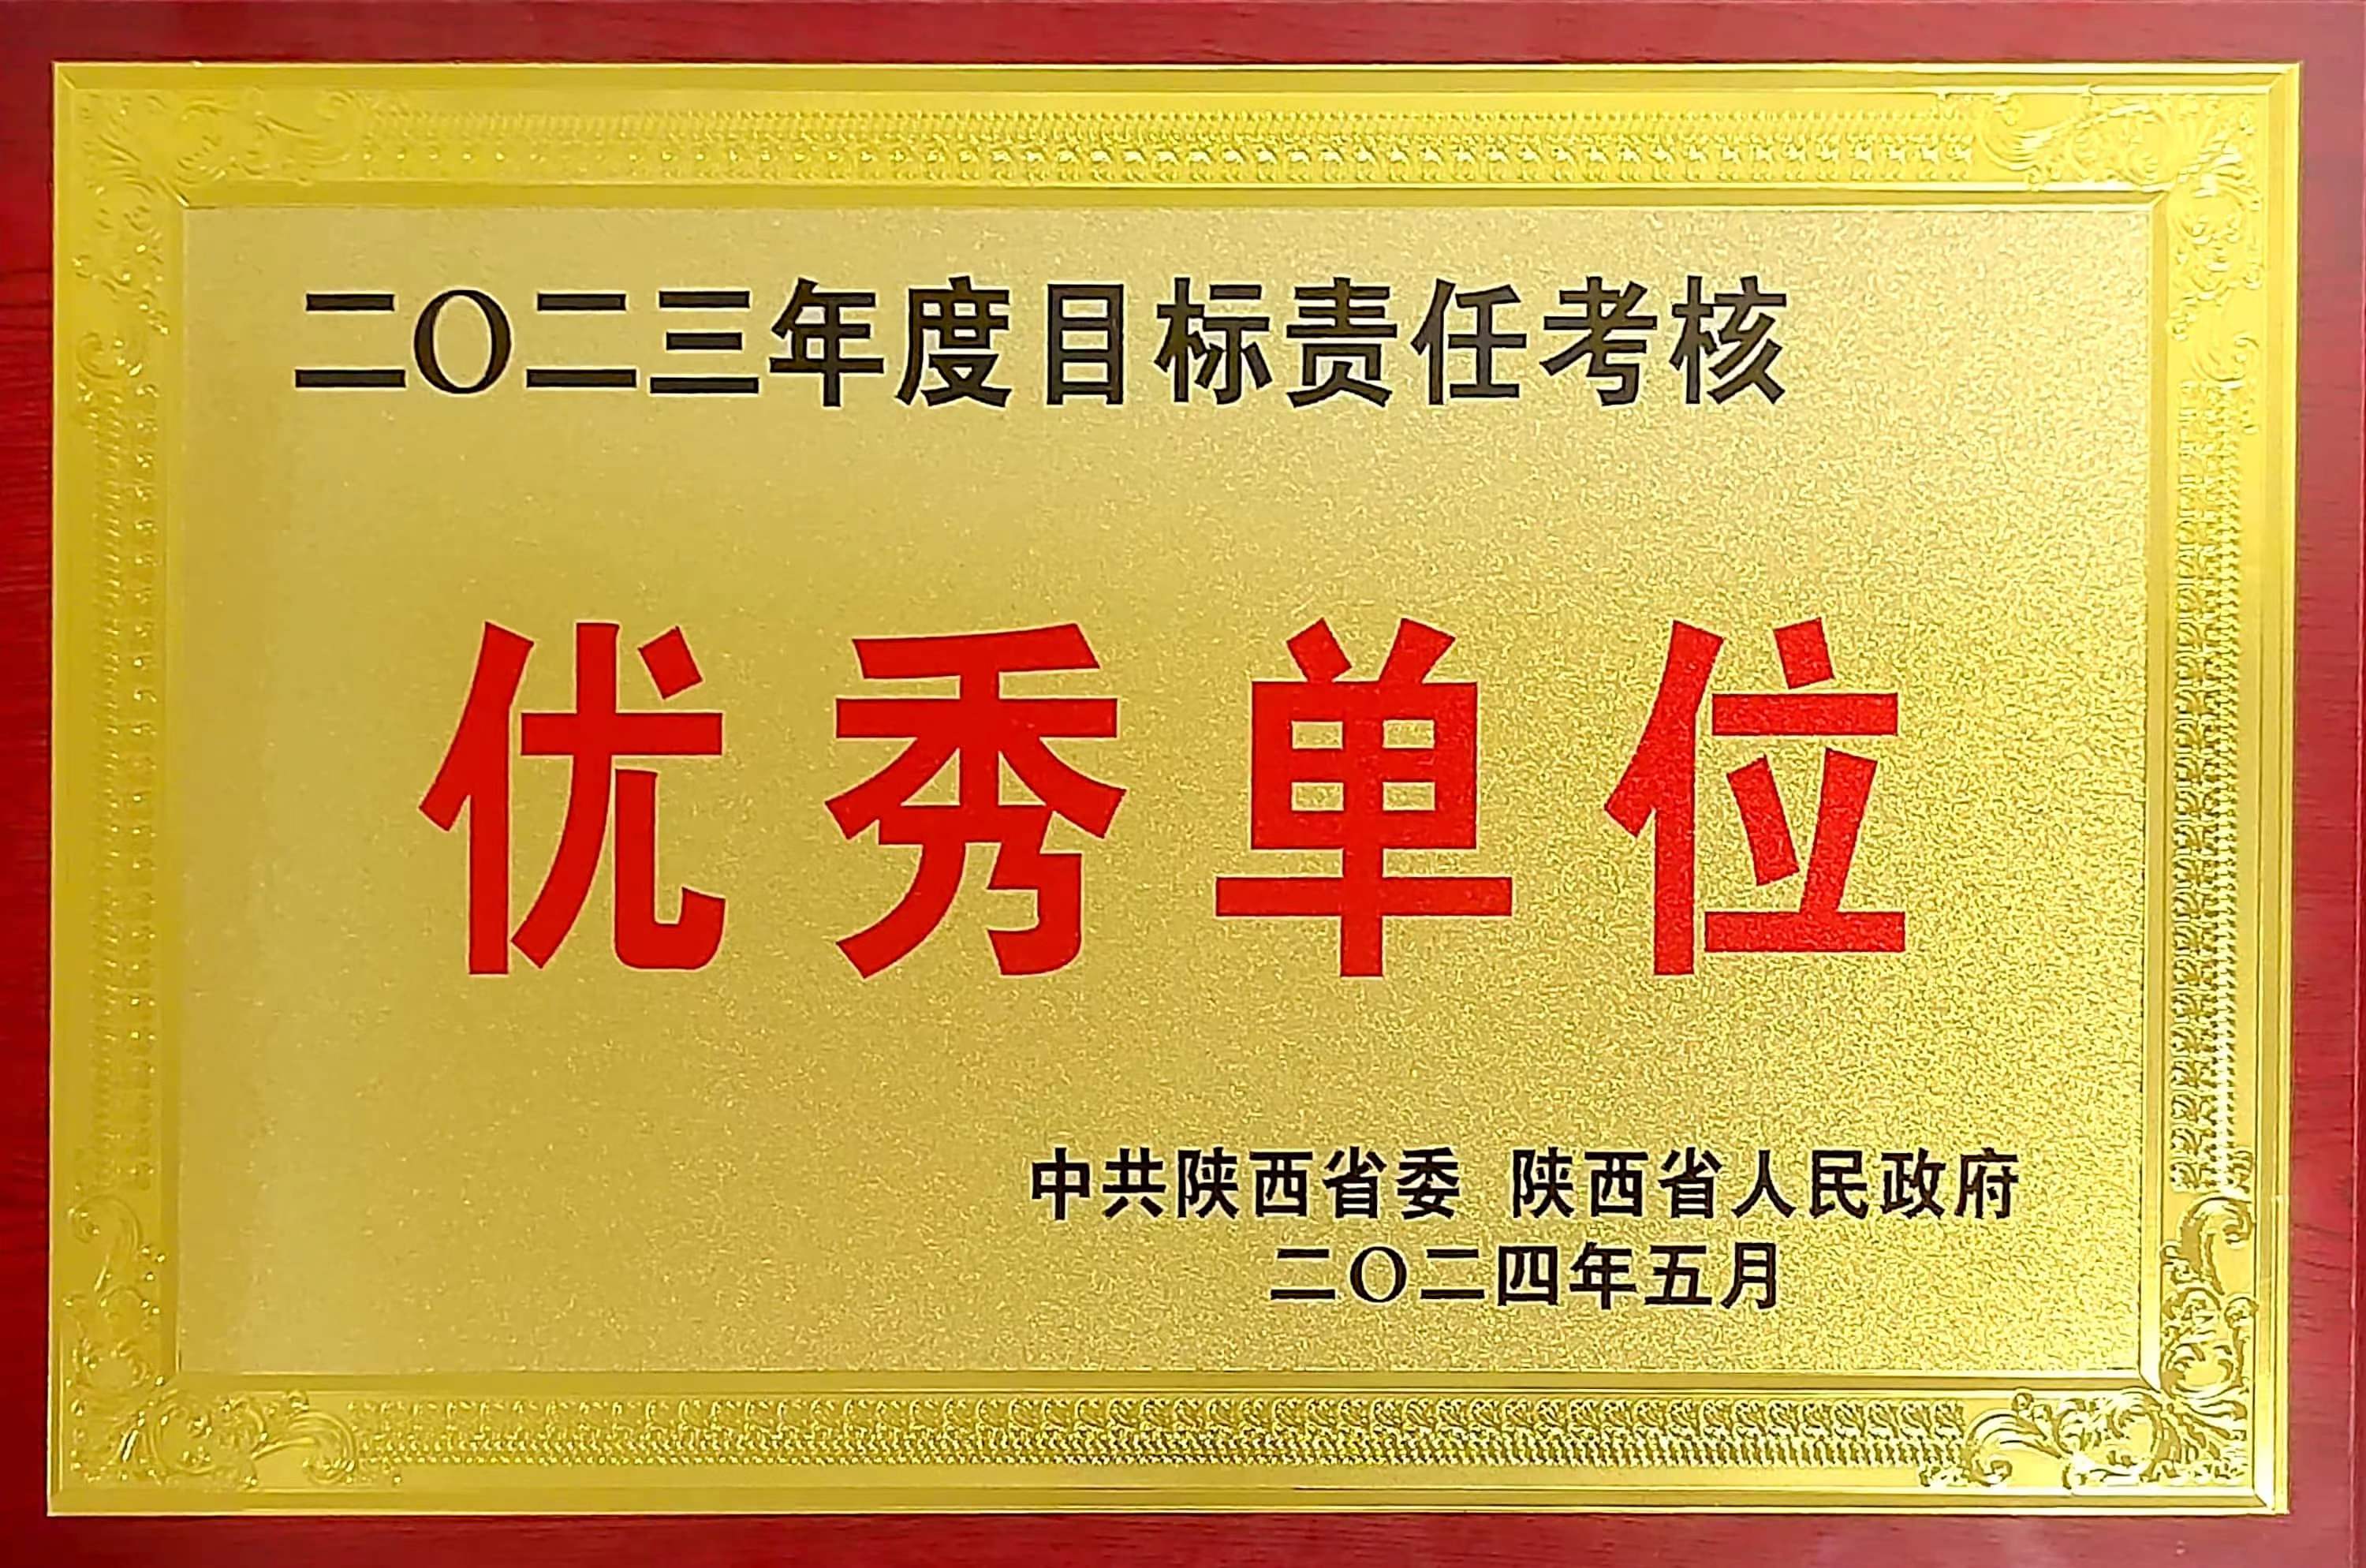 二〇二三年度目标责任考核
优秀单位
中共陕西省委 陕西省人民政府
二〇二四年五月